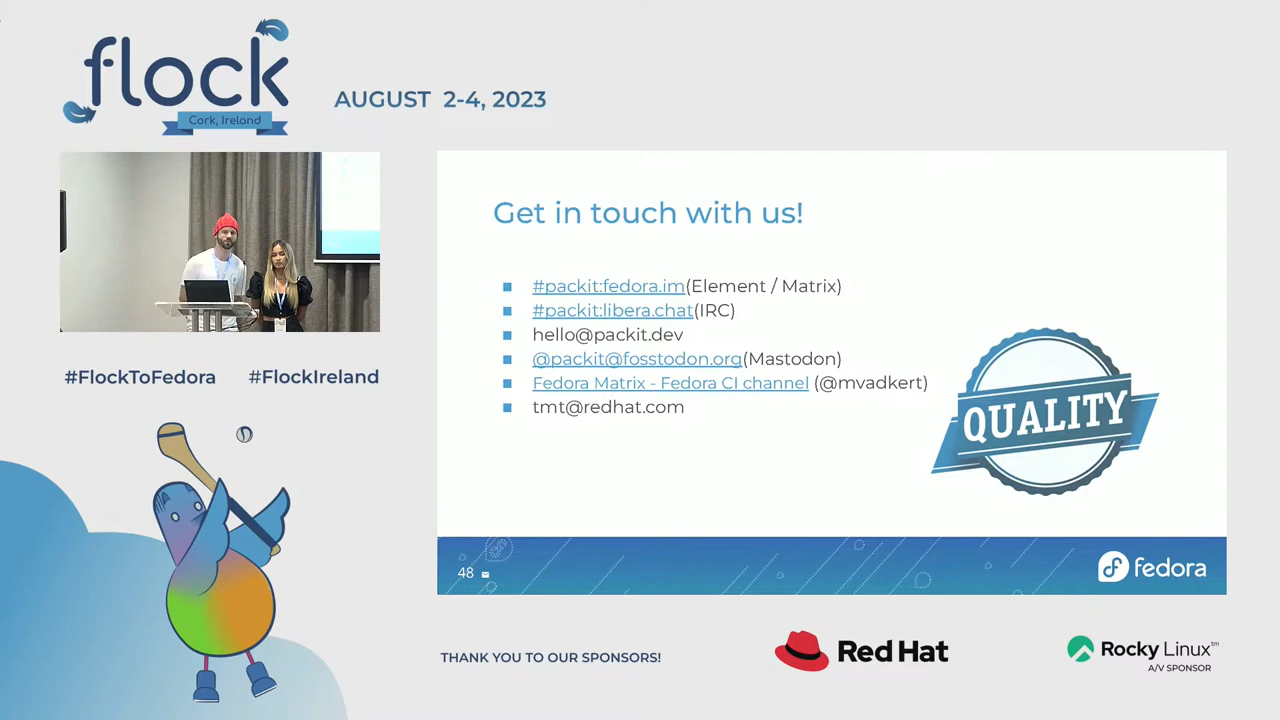 flock
Cork, Ireland
AUGUST 2-4, 2023
#FlockToFedora #FlockIreland
Get in touch with us!
#packit:fedora.im(Element / Matrix)
#packit:libera.chat(IRC)
hello@packit.dev
@packit@fosstodon.org(Mastodon)
Fedora Matrix - Fedora CI channel (@mvadkert)
tmt@redhat.com
QUALITY
48
fedora
THANK YOU TO OUR SPONSORS!
Red Hat
Rocky Linux™
A/V SPONSOR